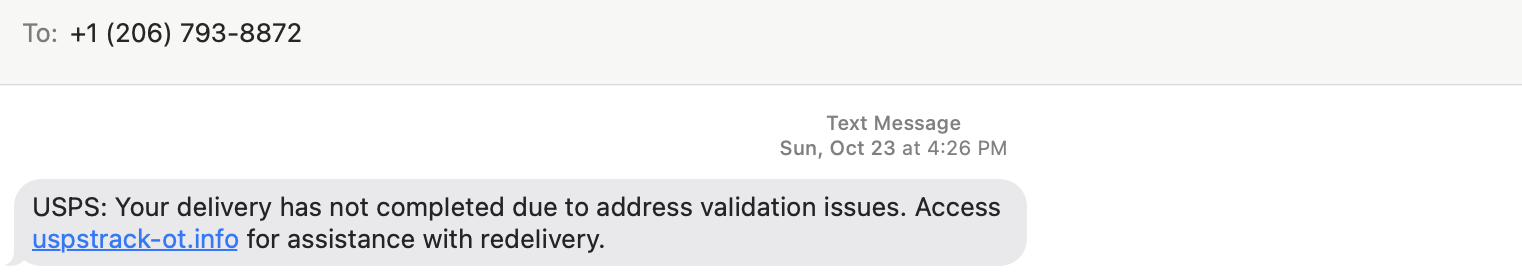 To: +1 (206) 793-8872
Text Message
Sun, Oct 23 at 4:26 PM
USPS: Your delivery has not completed due to address validation issues. Access
uspstrack-ot.info for assistance with redelivery.